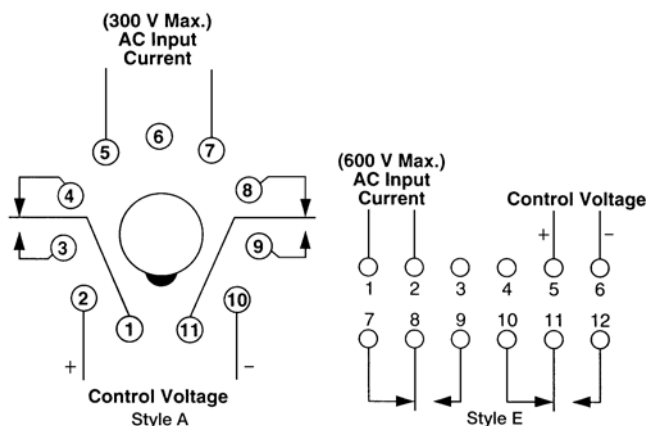 (300 V Max.)
AC Input
Current
5
6
7
4
8
3
9
2
10
1
11
+
−
Control Voltage
Style A
(600 V Max.)
AC Input
Current
Control Voltage
+
−
1 2 3 4 5 6
7 8 9 10 11 12
Style E